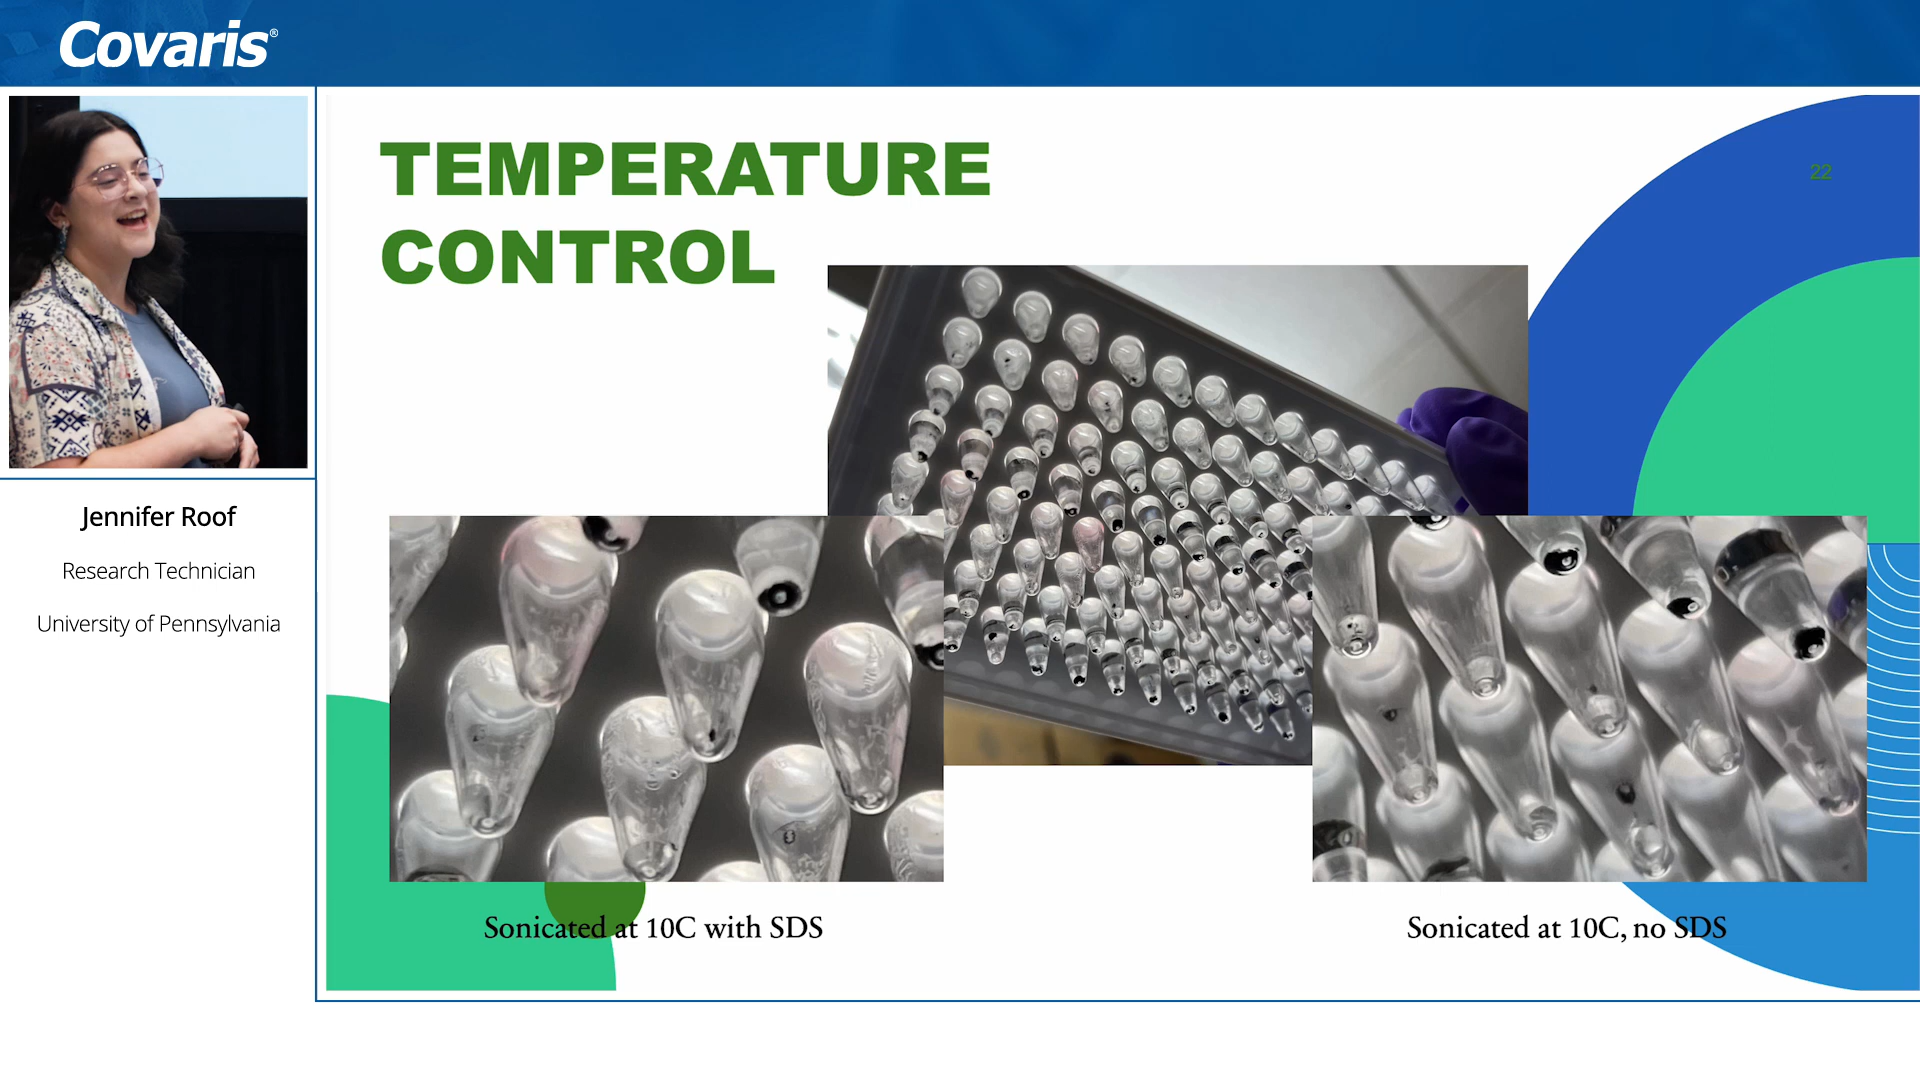 Covaris®
TEMPERATURE
CONTROL
22
Jennifer Roof
Research Technician
University of Pennsylvania
Sonicated at 10C with SDS
Sonicated at 10C, no SDS